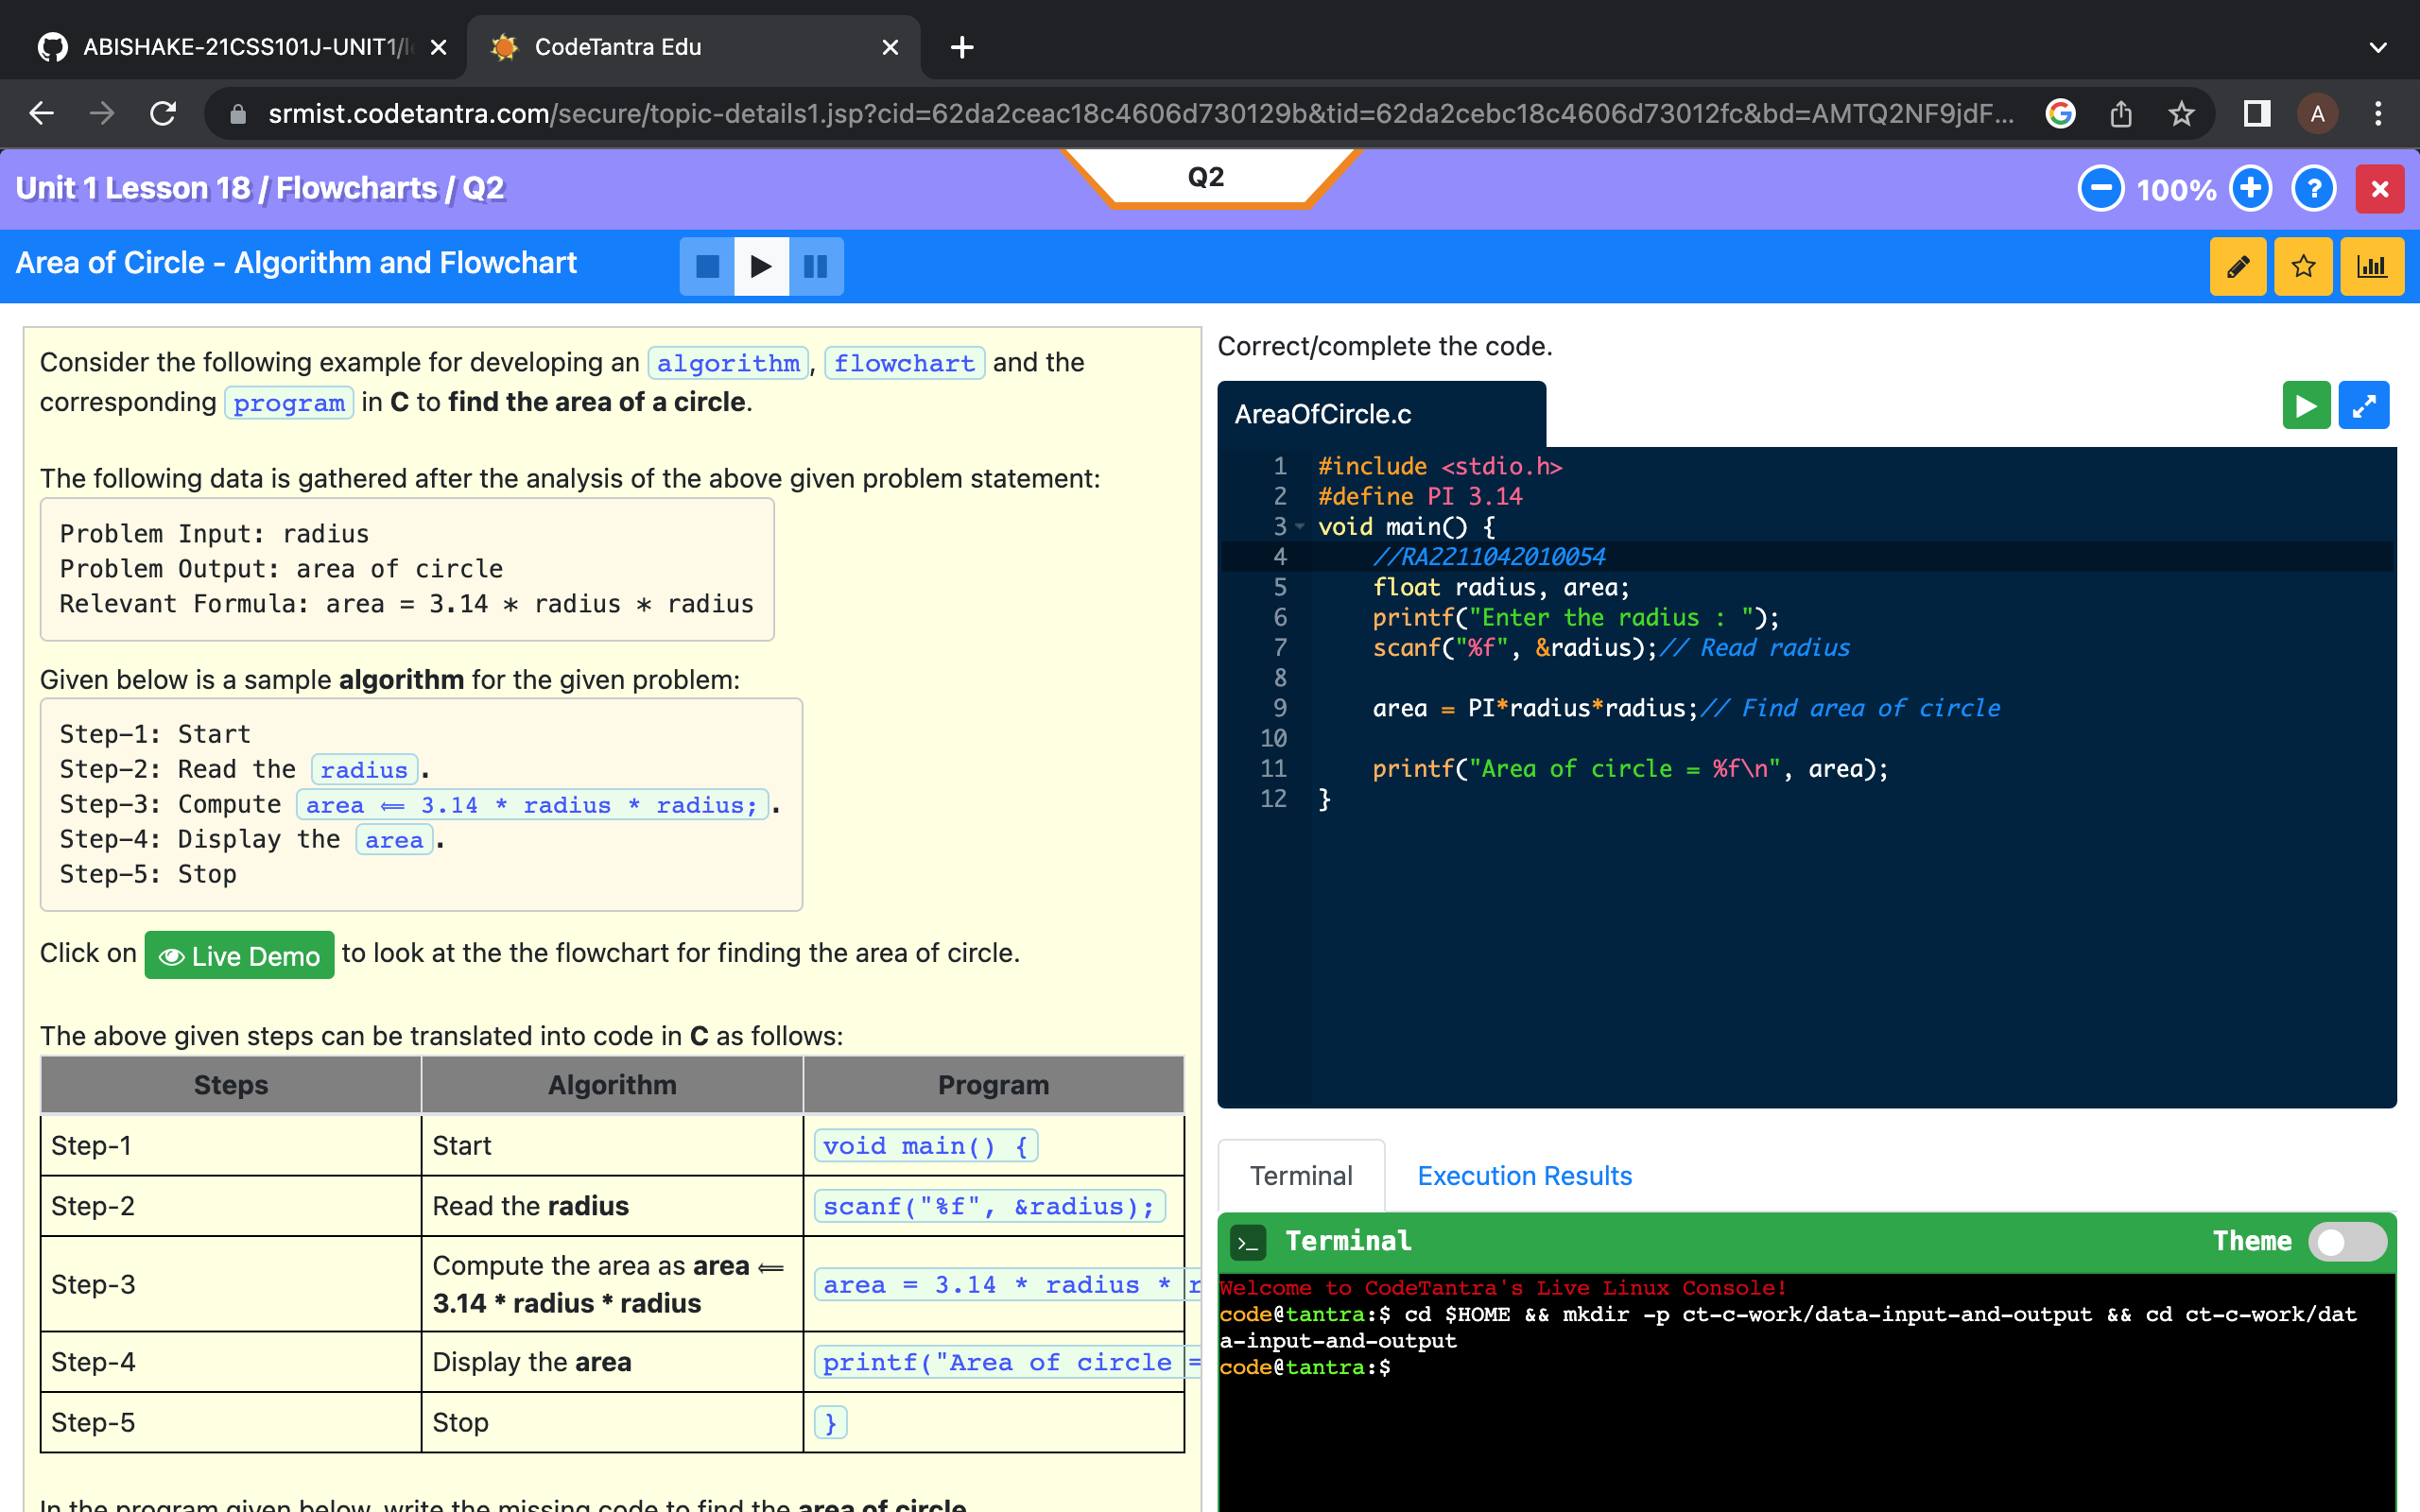 ABISHAKE-21CSS101J-UNIT1/
CodeTantra Edu
srmist.codetantra.com/secure/topic-details1.jsp?cid=62da2ceac18c4606d730129b&tid=62da2cebc18c4606d73012fc&bd=AMTQ2NF9jdF...
A
Unit 1 Lesson 18 / Flowcharts / Q2
Q2
100%
?
Area of Circle - Algorithm and Flowchart
Consider the following example for developing an algorithm, flowchart and the
corresponding program in C to find the area of a circle.
The following data is gathered after the analysis of the above given problem statement:
Problem Input: radius
Problem Output: area of circle
Relevant Formula: area = 3.14 * radius * radius
Given below is a sample algorithm for the given problem:
Step-1: Start
Step-2: Read the radius.
Step-3: Compute area ⟸ 3.14 * radius * radius;.
Step-4: Display the area.
Step-5: Stop
Click on Live Demo to look at the the flowchart for finding the area of circle.
The above given steps can be translated into code in C as follows:
Steps Algorithm Program
Step-1 Start void main() {
Step-2 Read the radius scanf("%f", &radius);
Step-3 Compute the area as area ⟸ 3.14 * radius * radius area = 3.14 * radius * r
Step-4 Display the area printf("Area of circle =
Step-5 Stop }
In the program given below, write the missing code to find the area of circle
Correct/complete the code.
AreaOfCircle.c
1 #include <stdio.h>
2 #define PI 3.14
3 void main() {
4 //RA2211042010054
5 float radius, area;
6 printf("Enter the radius : ");
7 scanf("%f", &radius);// Read radius
8
9 area = PI*radius*radius;// Find area of circle
10
11 printf("Area of circle = %f\n", area);
12 }
Terminal Execution Results
>_ Terminal Theme
Welcome to CodeTantra's Live Linux Console!
code@tantra:$ cd $HOME && mkdir -p ct-c-work/data-input-and-output && cd ct-c-work/dat
a-input-and-output
code@tantra:$